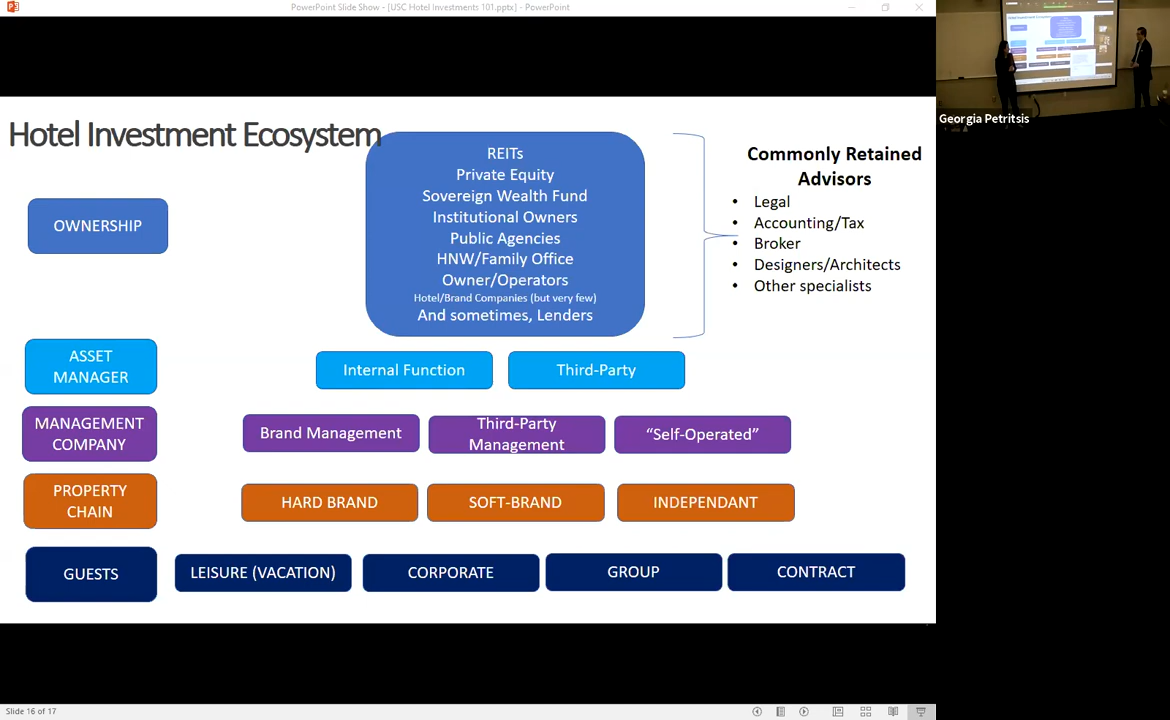 PowerPoint Slide Show - [USC Hotel Investments 101.pptx] - PowerPoint
Hotel Investment Ecosystem
OWNERSHIP
REITs
Private Equity
Sovereign Wealth Fund
Institutional Owners
Public Agencies
HNW/Family Office
Owner/Operators
Hotel/Brand Companies (but very few)
And sometimes, Lenders
Commonly Retained
Advisors
• Legal
• Accounting/Tax
• Broker
• Designers/Architects
• Other specialists
ASSET
MANAGER
Internal Function
Third-Party
MANAGEMENT
COMPANY
Brand Management
Third-Party
Management
“Self-Operated”
PROPERTY
CHAIN
HARD BRAND
SOFT-BRAND
INDEPENDANT
GUESTS
LEISURE (VACATION)
CORPORATE
GROUP
CONTRACT
Georgia Petritsis
Hotel Investment Ecosystem
Slide 16 of 17